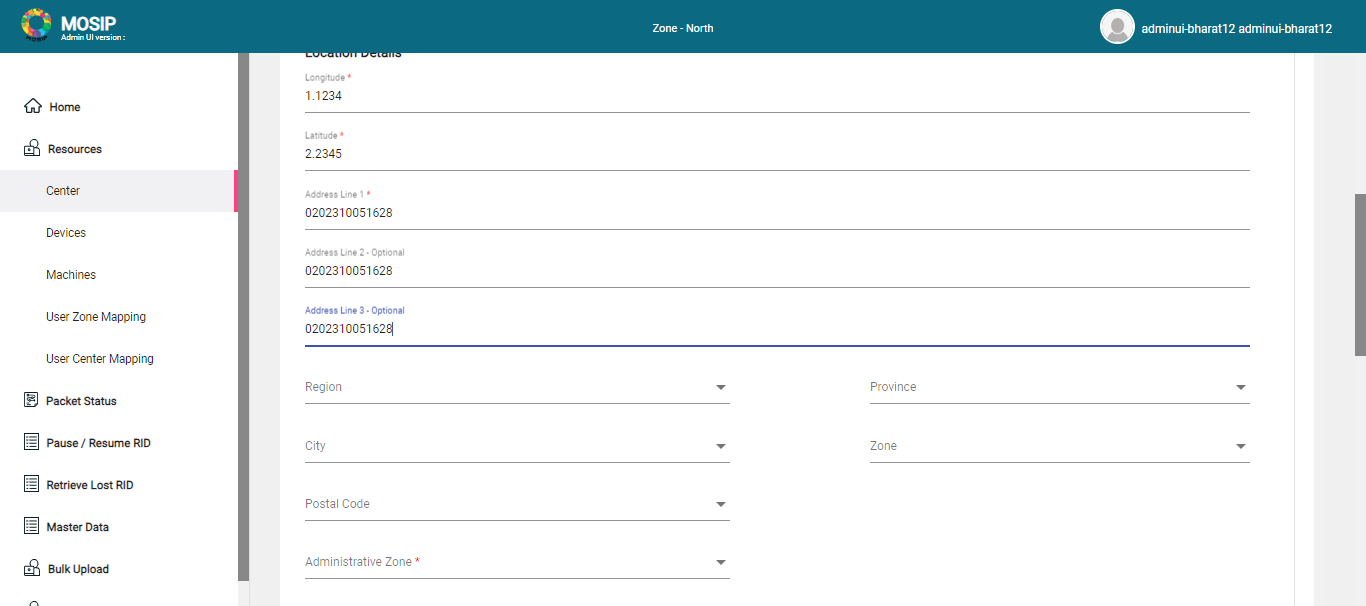 MOSIP
Admin UI version :
Zone - North
adminui-bharat12 adminui-bharat12
Home
Resources
Center
Devices
Machines
User Zone Mapping
User Center Mapping
Packet Status
Pause / Resume RID
Retrieve Lost RID
Master Data
Bulk Upload
Location Details
Longitude *
1.1234
Latitude *
2.2345
Address Line 1 *
0202310051628
Address Line 2 - Optional
0202310051628
Address Line 3 - Optional
0202310051628
Region
Province
City
Zone
Postal Code
Administrative Zone *